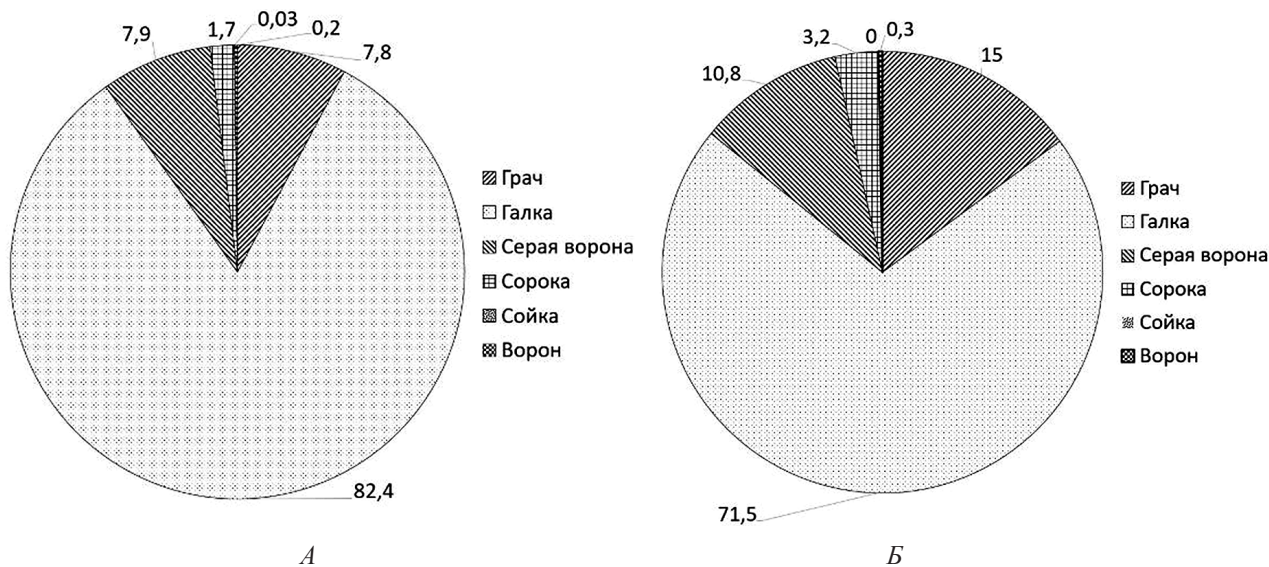 7,9
1,7
0,03
0,2
7,8
82,4
Грач
Галка
Серая ворона
Сорока
Сойка
Ворон
А
10,8
3,2
0
0,3
15
71,5
Грач
Галка
Серая ворона
Сорока
Сойка
Ворон
Б